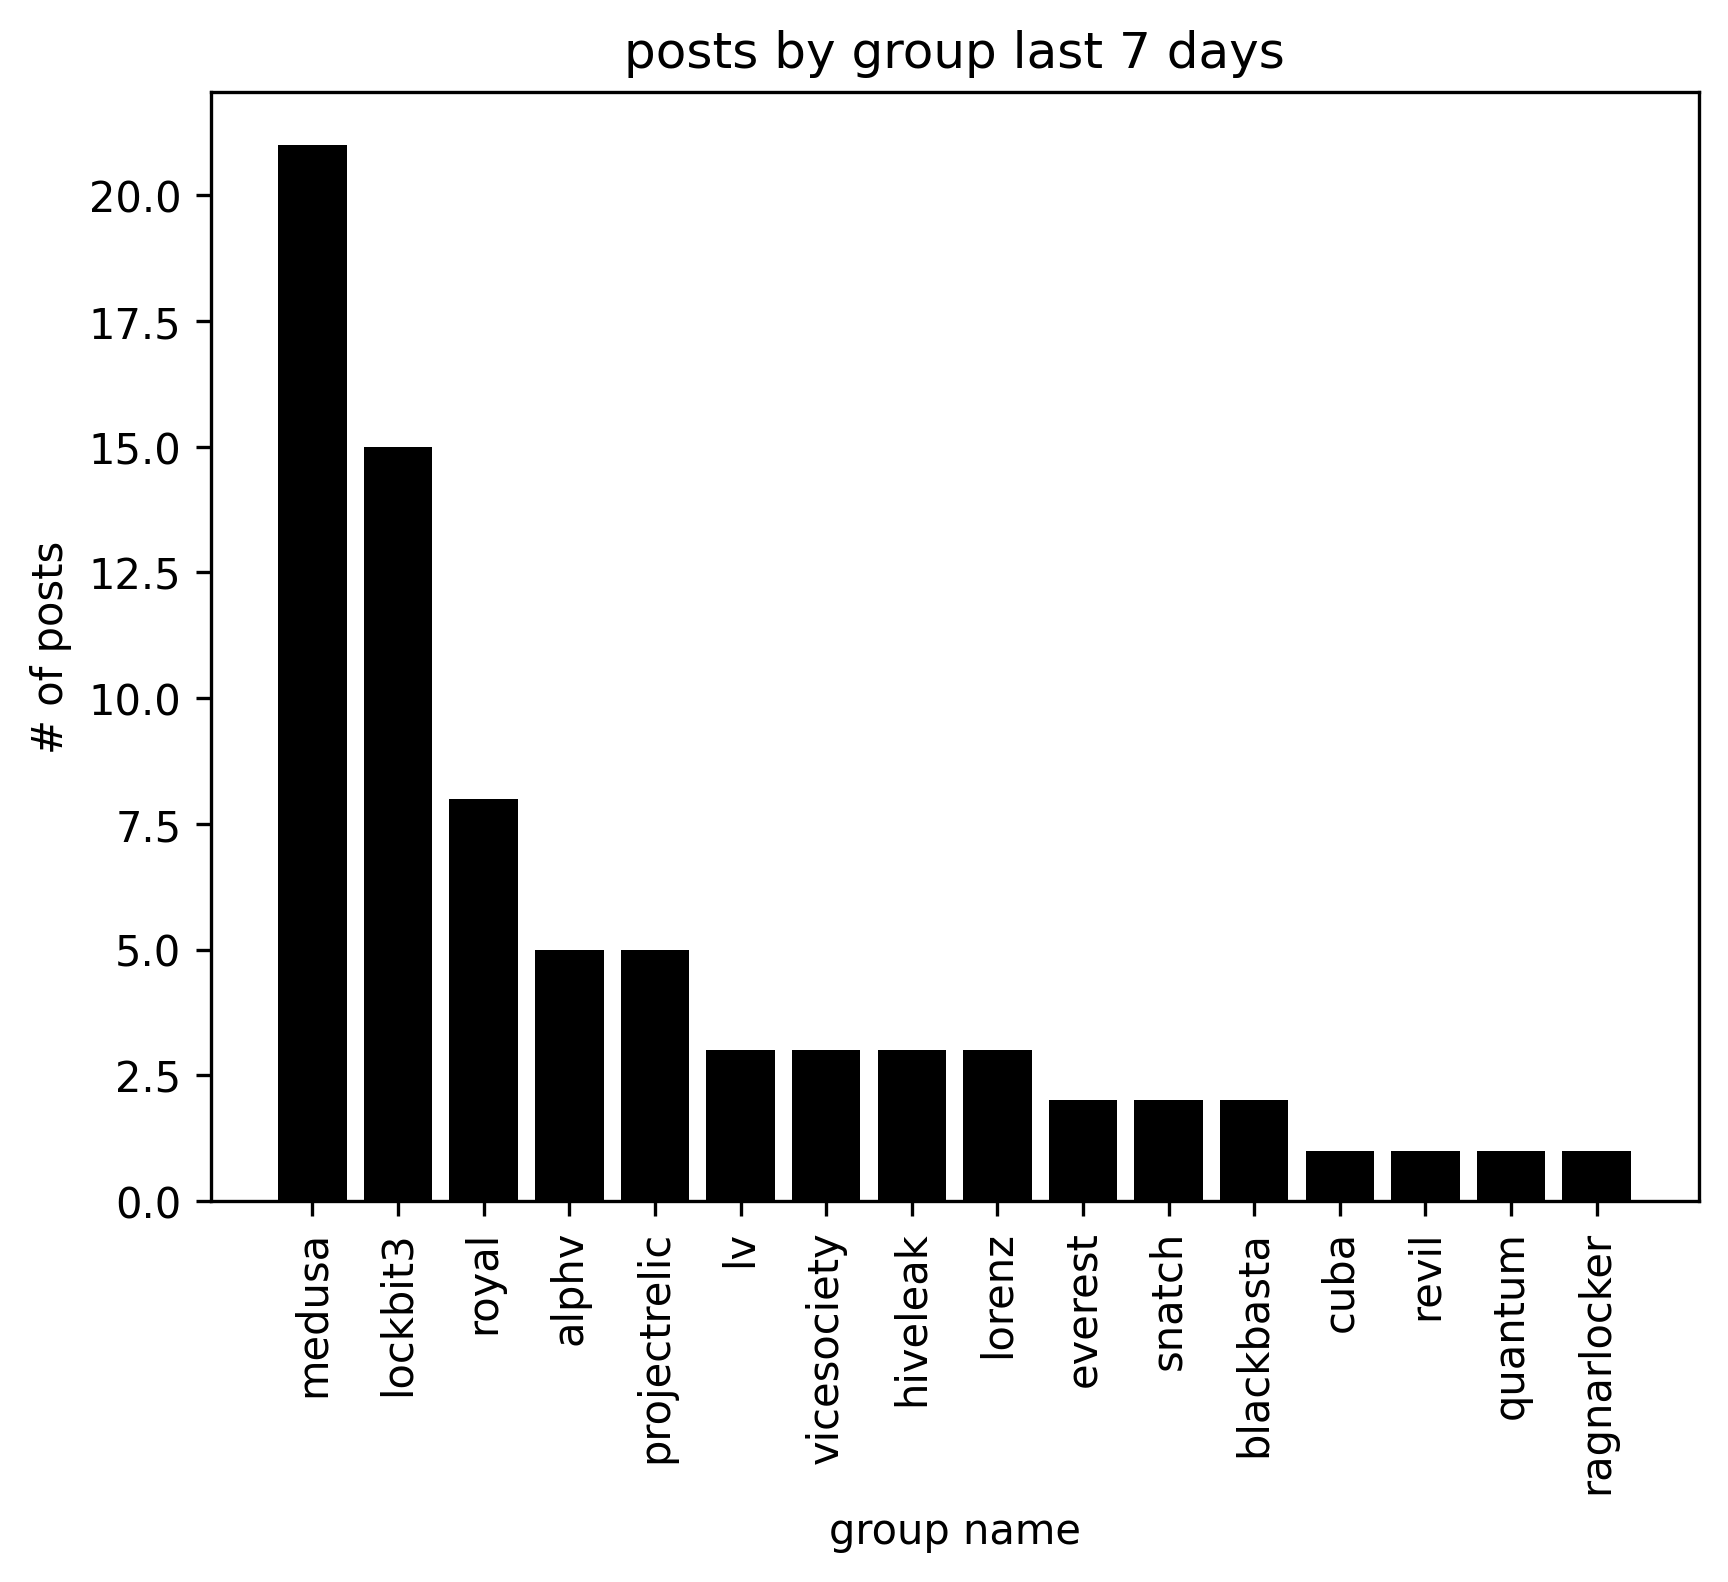 posts by group last 7 days
# of posts
20.0
17.5
15.0
12.5
10.0
7.5
5.0
2.5
0.0
medusa
lockbit3
royal
alphv
projectrelic
lv
vicesociety
hiveleak
lorenz
everest
snatch
blackbasta
cuba
revil
quantum
ragnarlocker
group name